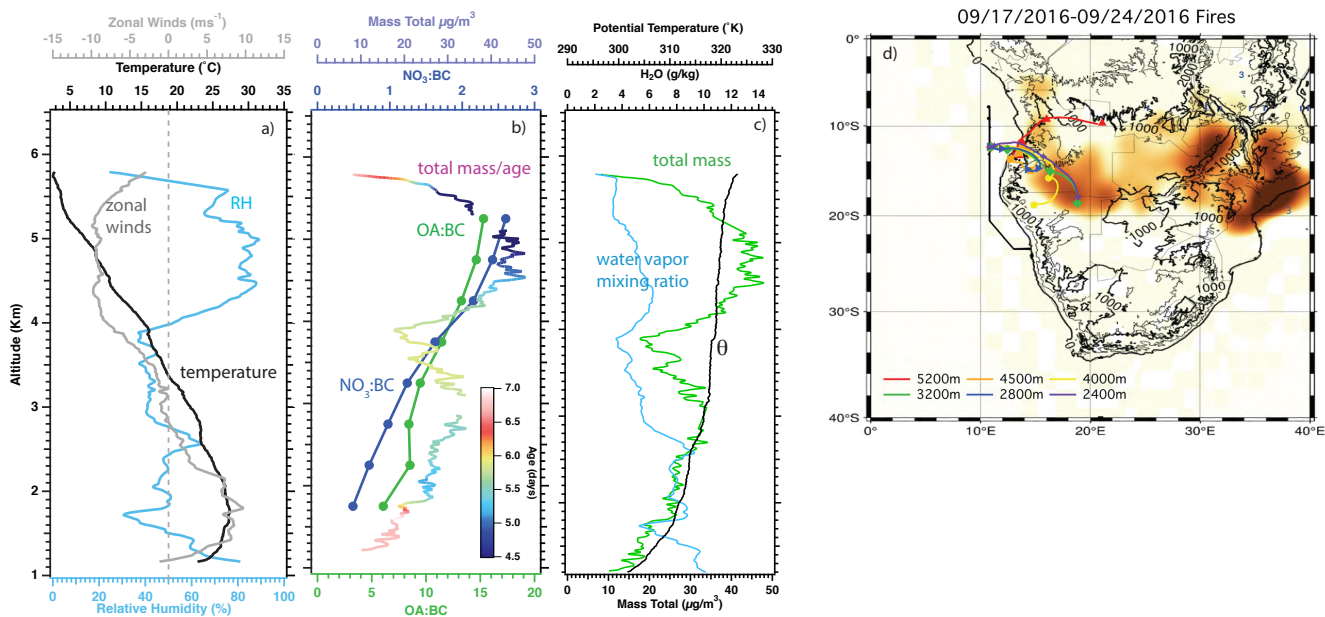 Zonal Winds (ms-1)
-15 -10 -5 0 5 10 15
Temperature (°C)
5 10 15 20 25 30 35
a)
6
5
4
3
2
1
Altitude (Km)
RH
zonal
winds
temperature
0 20 40 60 80 100
Relative Humidity (%)
Mass Total µg/m3
0 10 20 30 40 50
NO3:BC
0 1 2 3
b)
total mass/age
OA:BC
NO3:BC
7.0
6.5
6.0
5.5
5.0
4.5
Age (days)
0 5 10 15 20
OA:BC
Potential Temperature (°K)
290 300 310 320 330
H2O (g/kg)
0 2 4 6 8 10 12 14
c)
total mass
water vapor
mixing ratio
θ
0 10 20 30 40 50
Mass Total (µg/m3)
09/17/2016-09/24/2016 Fires
d)
0°
10°S
20°S
30°S
40°S
0° 10°E 20°E 30°E 40°E
1000
1000
1000
1000
1000
1000
1000
1000
1000
5200m 4500m 4000m
3200m 2800m 2400m